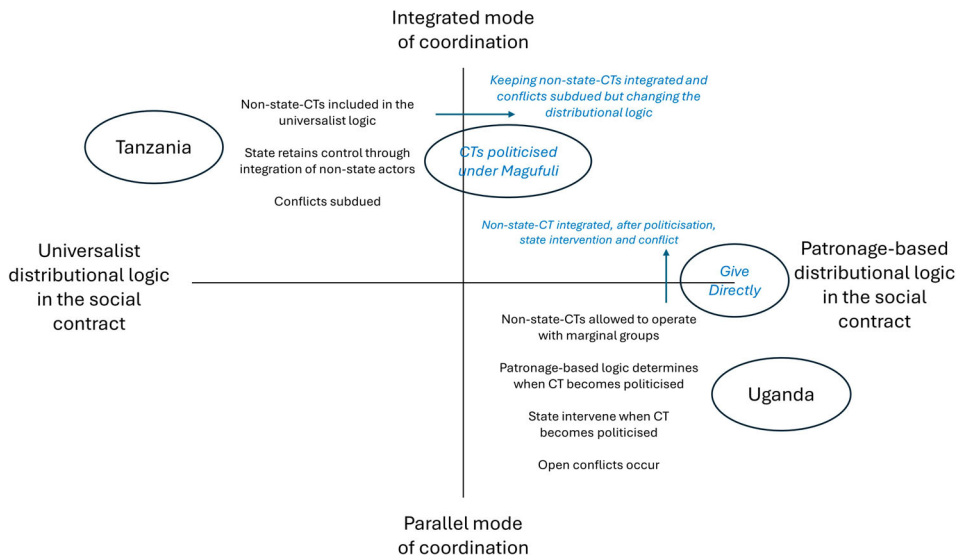 Integrated mode
of coordination
Non-state-CTs included in the
universalist logic
Keeping non-state-CTs integrated and
conflicts subdued but changing the
distributional logic
Tanzania
State retains control through
integration of non-state actors
CTs politicised
under Magufuli
Conflicts subdued
Non-state-CT integrated, after politicisation,
state intervention and conflict
Universalist
distributional logic
in the social
contract
Give
Directly
Patronage-based
distributional logic
in the social
contract
Non-state-CTs allowed to operate
with marginal groups
Patronage-based logic determines
when CT becomes politicised
Uganda
State intervene when CT
becomes politicised
Open conflicts occur
Parallel mode
of coordination